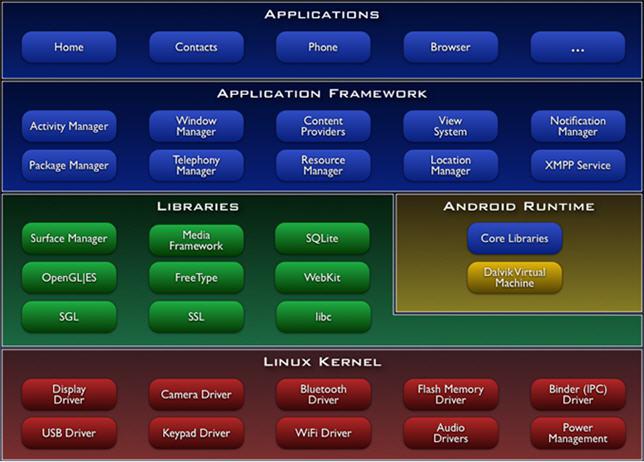 APPLICATIONS
Home
Contacts
Phone
Browser
...
APPLICATION FRAMEWORK
Activity Manager
Window
Manager
Content
Providers
View
System
Notification
Manager
Package Manager
Telephony
Manager
Resource
Manager
Location
Manager
XMPP Service
LIBRARIES
Surface Manager
Media
Framework
SQLite
OpenGL|ES
FreeType
WebKit
SGL
SSL
libc
ANDROID RUNTIME
Core Libraries
Dalvik Virtual
Machine
LINUX KERNEL
Display
Driver
Camera Driver
Bluetooth
Driver
Flash Memory
Driver
Binder (IPC)
Driver
USB Driver
Keypad Driver
WiFi Driver
Audio
Drivers
Power
Management